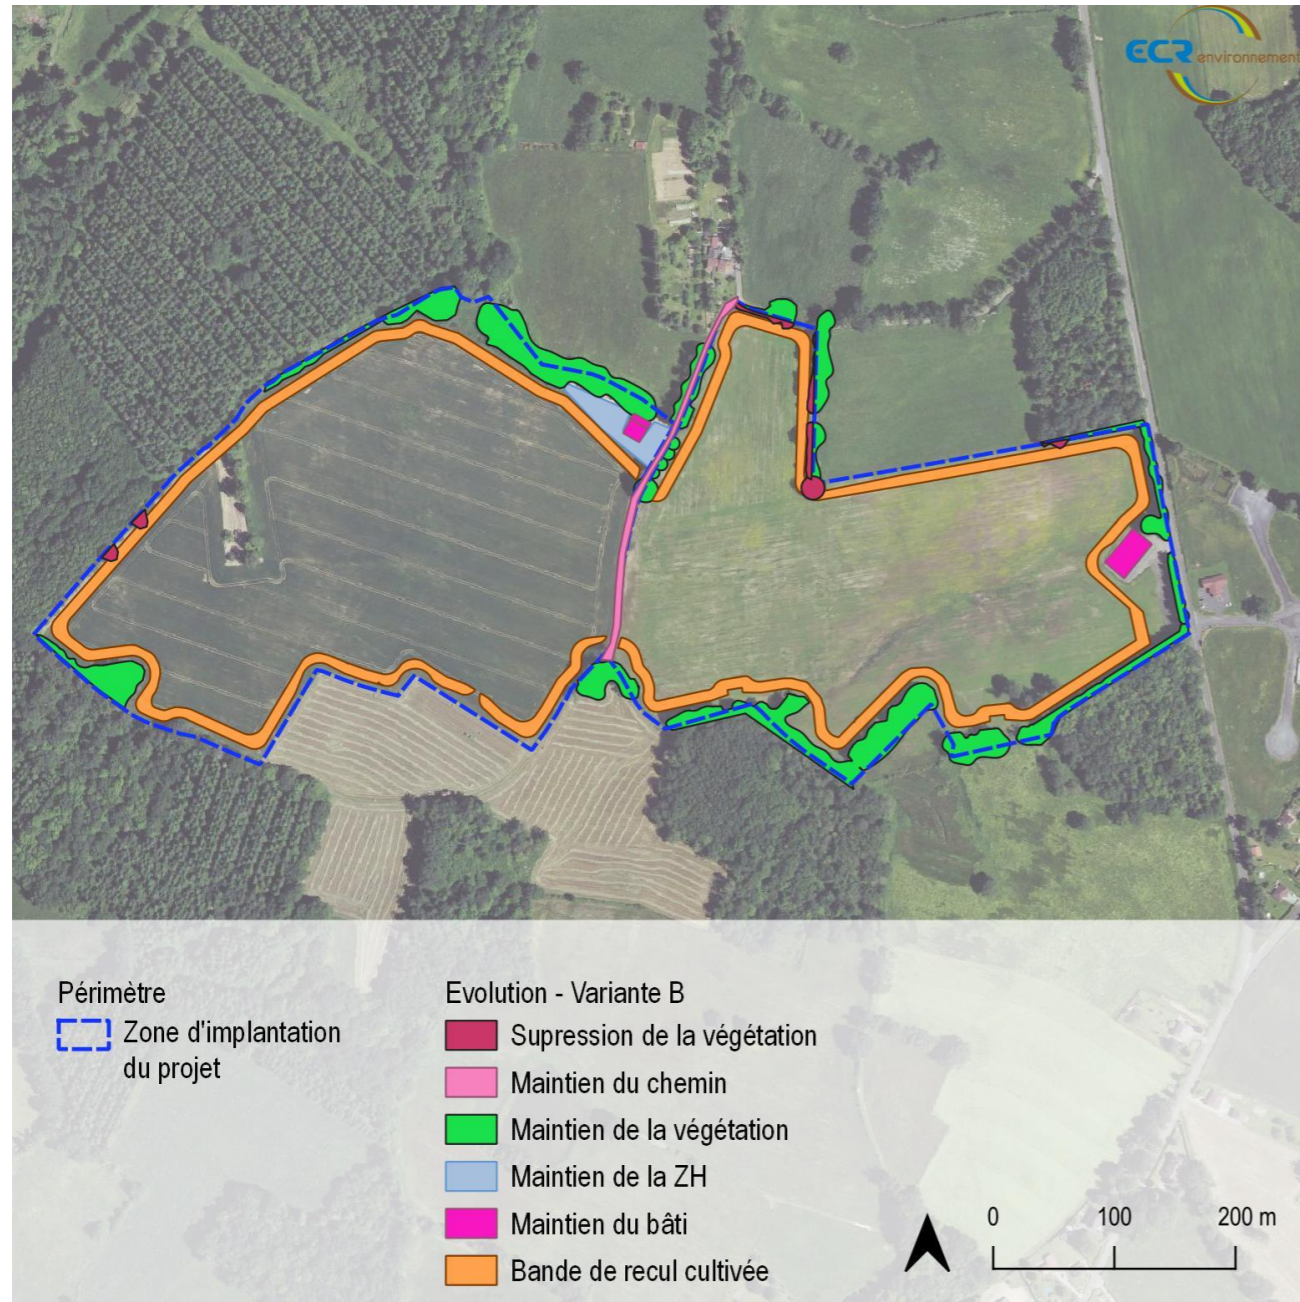 ECR environnement
Périmètre
Zone d'implantation
du projet
Evolution - Variante B
Supression de la végétation
Maintien du chemin
Maintien de la végétation
Maintien de la ZH
Maintien du bâti
Bande de recul cultivée
0 100 200 m